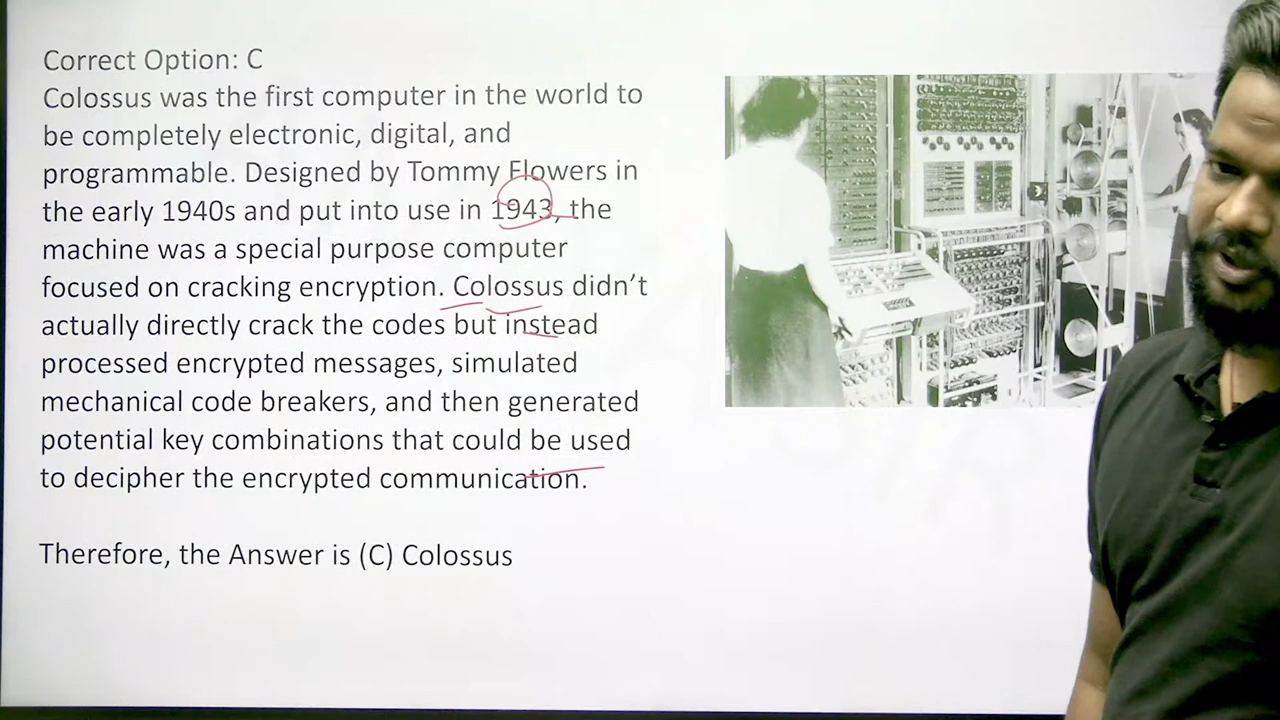 Correct Option: C
Colossus was the first computer in the world to
be completely electronic, digital, and
programmable. Designed by Tommy Flowers in
the early 1940s and put into use in 1943, the
machine was a special purpose computer
focused on cracking encryption. Colossus didn't
actually directly crack the codes but instead
processed encrypted messages, simulated
mechanical code breakers, and then generated
potential key combinations that could be used
to decipher the encrypted communication.
Therefore, the Answer is (C) Colossus